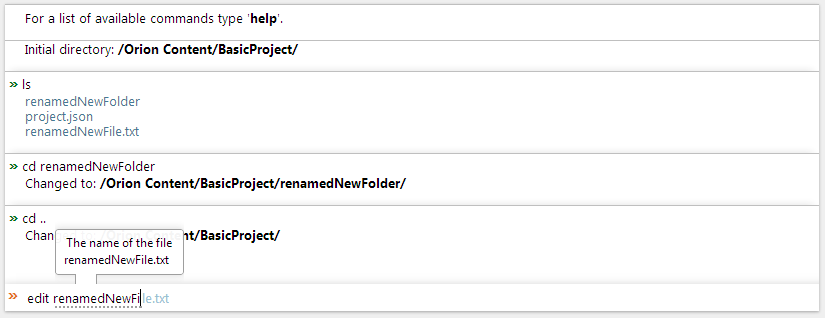 For a list of available commands type 'help'.
Initial directory: /Orion Content/BasicProject/
» ls
renamedNewFolder
project.json
renamedNewFile.txt
» cd renamedNewFolder
Changed to: /Orion Content/BasicProject/renamedNewFolder/
» cd ..
Chan ntent/BasicProject/
The name of the file
renamedNewFile.txt
» edit renamedNewFile.txt